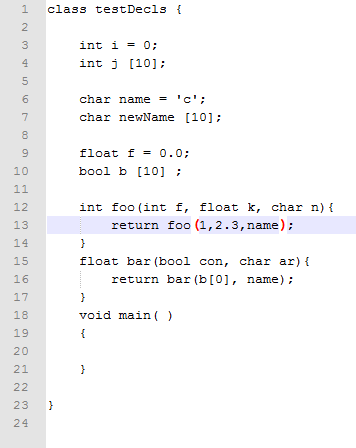 1 class testDecls {
2
3     int i = 0;
4     int j [10];
5
6     char name = 'c';
7     char newName [10];
8
9     float f = 0.0;
10     bool b [10] ;
11
12     int foo(int f, float k, char n){
13         return foo(1,2.3,name);
14     }
15     float bar(bool con, char ar){
16         return bar(b[0], name);
17     }
18     void main( )
19     {
20
21     }
22
23 }
24